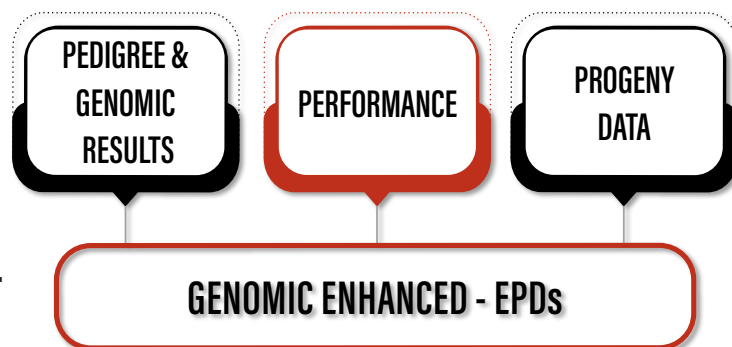 PEDIGREE &
GENOMIC
RESULTS
PERFORMANCE
PROGENY
DATA
GENOMIC ENHANCED - EPDs